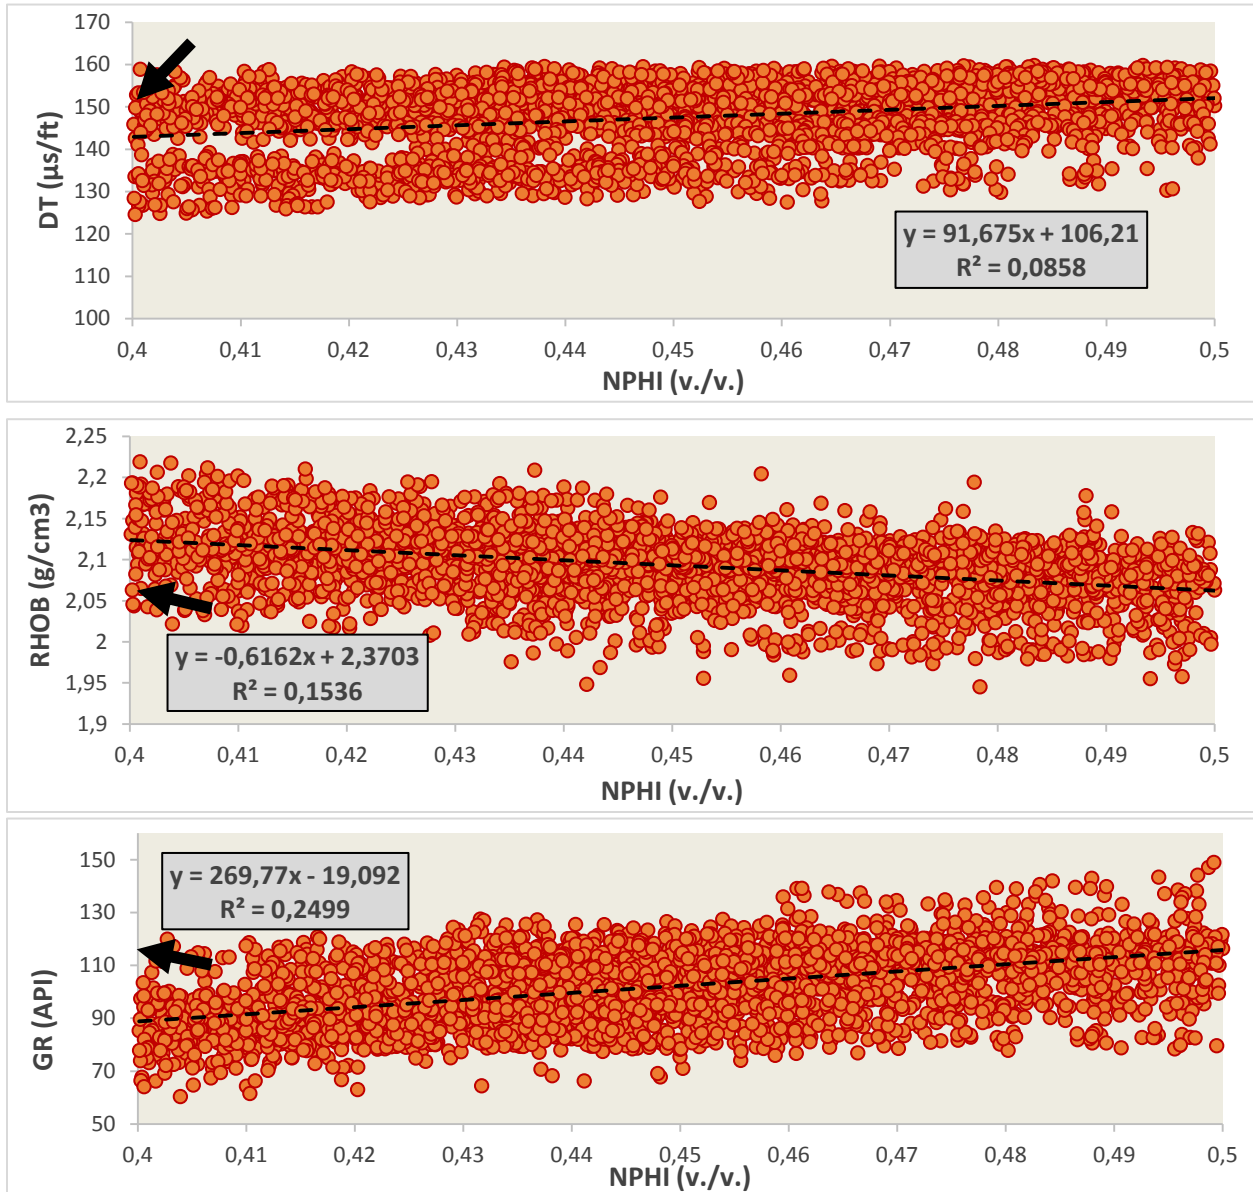 170
160
150
140
130
120
110
100
DT (µs/ft)
y = 91,675x + 106,21
R² = 0,0858
0,4 0,41 0,42 0,43 0,44 0,45 0,46 0,47 0,48 0,49 0,5
NPHI (v./v.)
2,25
2,2
2,15
2,1
2,05
2
1,95
1,9
RHOB (g/cm3)
y = -0,6162x + 2,3703
R² = 0,1536
0,4 0,41 0,42 0,43 0,44 0,45 0,46 0,47 0,48 0,49 0,5
NPHI (v./v.)
150
130
110
90
70
50
GR (API)
y = 269,77x - 19,092
R² = 0,2499
0,4 0,41 0,42 0,43 0,44 0,45 0,46 0,47 0,48 0,49 0,5
NPHI (v./v.)